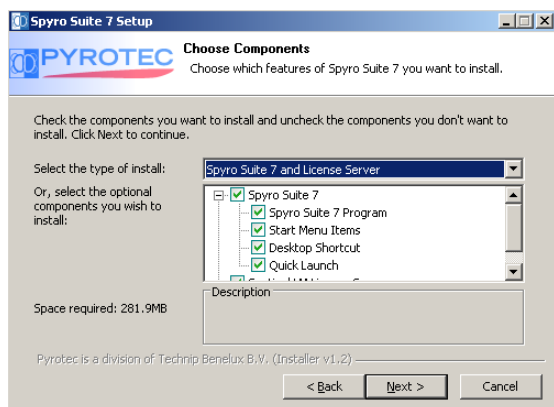 Spyro Suite 7 Setup
PYROTEC
Choose Components
Choose which features of Spyro Suite 7 you want to install.
Check the components you want to install and uncheck the components you don't want to
install. Click Next to continue.
Select the type of install:
Spyro Suite 7 and License Server
Or, select the optional
components you wish to
install:
Spyro Suite 7
Spyro Suite 7 Program
Start Menu Items
Desktop Shortcut
Quick Launch
Description
Space required: 281.9MB
Pyrotec is a division of Technip Benelux B.V. (Installer v1.2)
< Back
Next >
Cancel